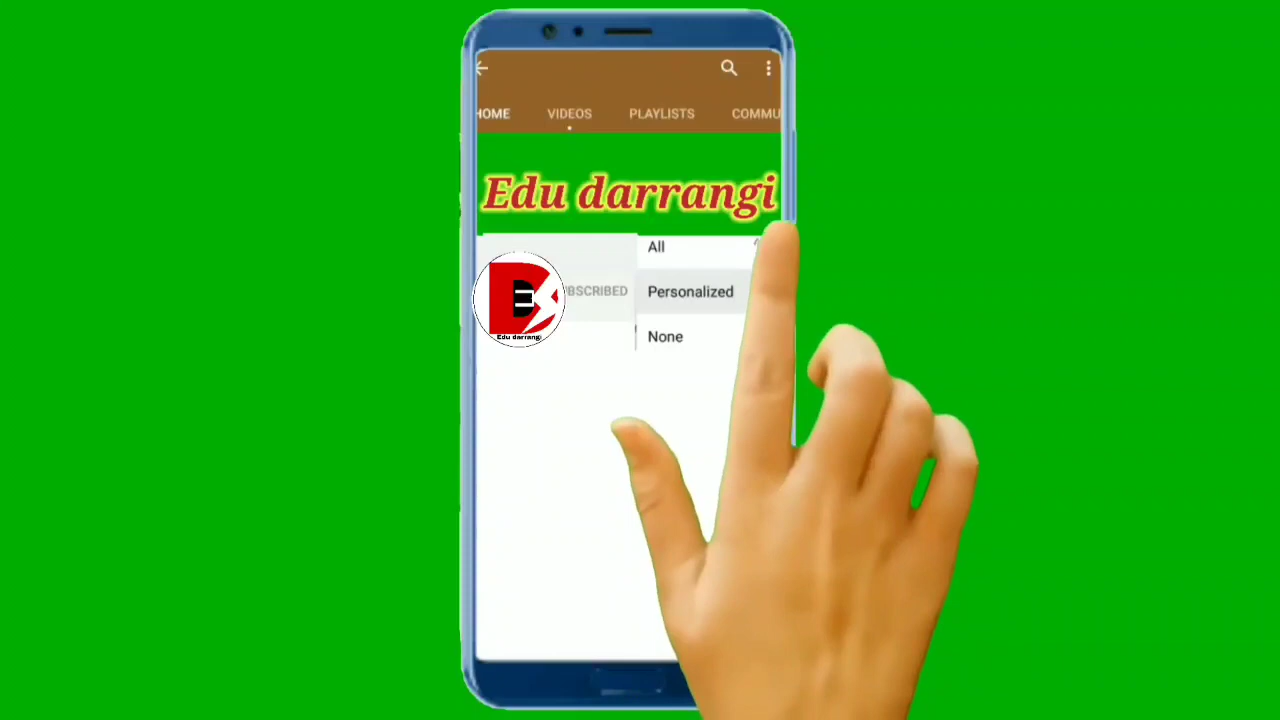 HOME VIDEOS PLAYLISTS COMMU
Edu darrangi
All
BSCRIBED
Personalized
None
Edu darrangi